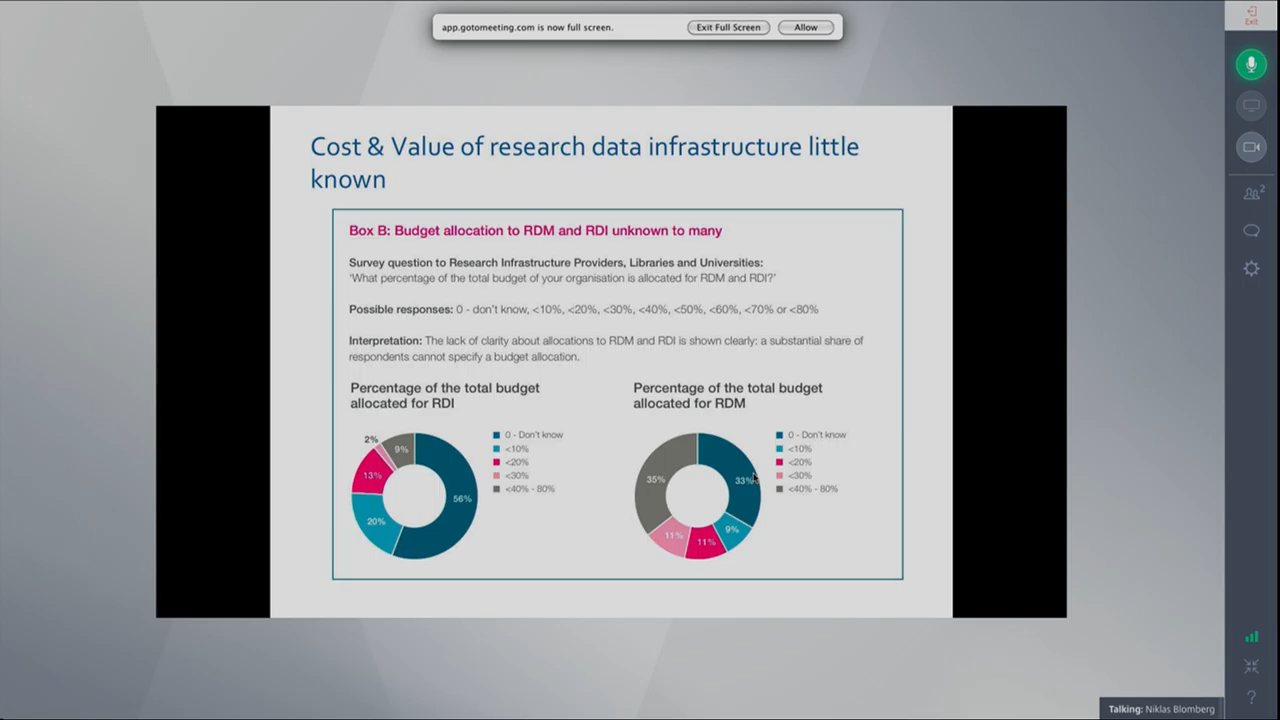 app.gotomeeting.com is now full screen.
Exit Full Screen
Allow
Exit
Cost & Value of research data infrastructure little
known
Box B: Budget allocation to RDM and RDI unknown to many
Survey question to Research Infrastructure Providers, Libraries and Universities:
'What percentage of the total budget of your organisation is allocated for RDM and RDI?'
Possible responses: 0 - don't know, <10%, <20%, <30%, <40%, <50%, <60%, <70% or <80%
Interpretation: The lack of clarity about allocations to RDM and RDI is shown clearly: a substantial share of
respondents cannot specify a budget allocation.
Percentage of the total budget
allocated for RDI
2%
9%
13%
20%
56%
0 - Don't know
<10%
<20%
<30%
<40% - 80%
Percentage of the total budget
allocated for RDM
35%
33%
11%
11%
9%
0 - Don't know
<10%
<20%
<30%
<40% - 80%
2
?
Talking: Niklas Blomberg